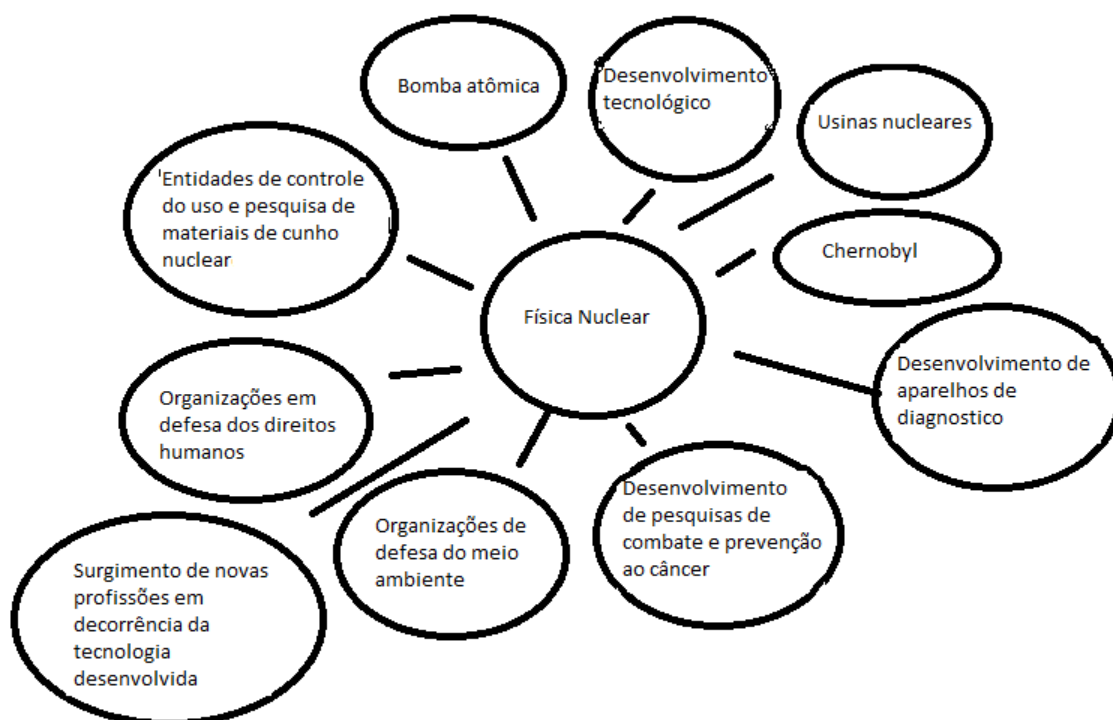 Bomba atômica
Desenvolvimento
tecnológico
Usinas nucleares
Entidades de controle
do uso e pesquisa de
materiais de cunho
nuclear
Chernobyl
Física Nuclear
Desenvolvimento de
aparelhos de
diagnostico
Organizações em
defesa dos direitos
humanos
Desenvolvimento
de pesquisas de
combate e prevenção
ao câncer
Organizações de
defesa do meio
ambiente
Surgimento de novas
profissões em
decorrência da
tecnologia
desenvolvida